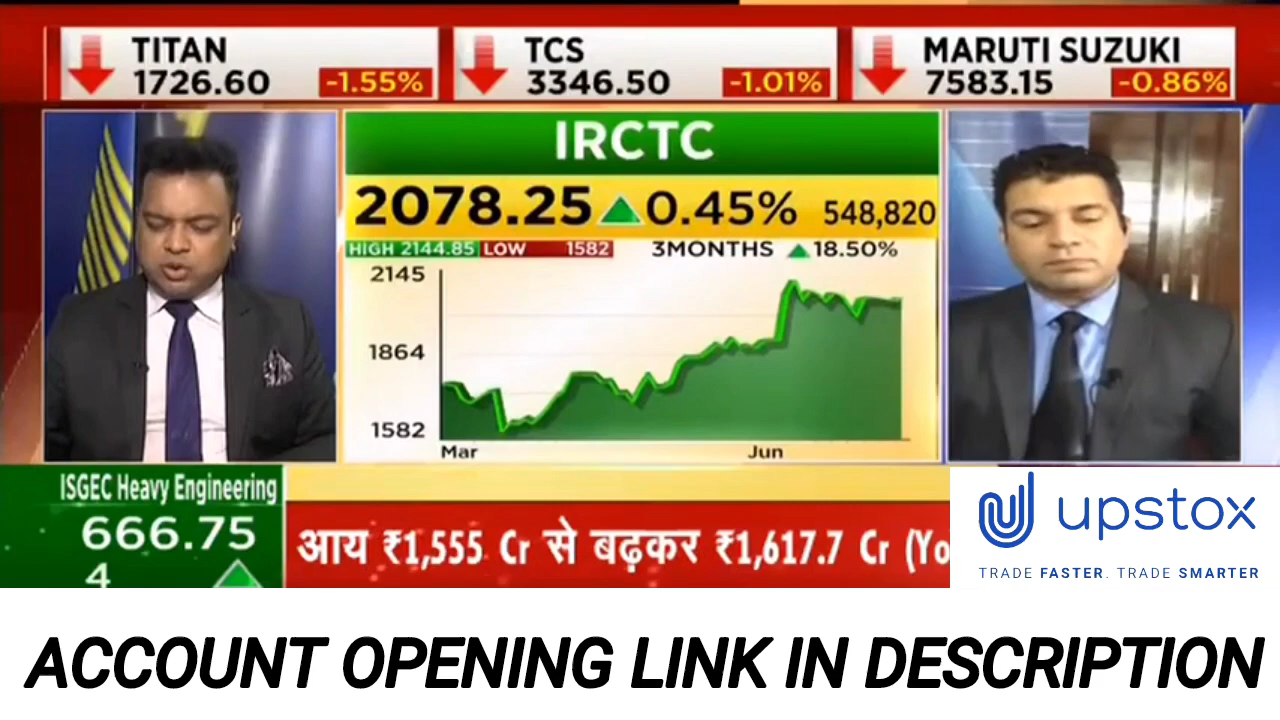 TITAN
1726.60 -1.55%
TCS
3346.50 -1.01%
MARUTI SUZUKI
7583.15 -0.86%
IRCTC
2078.25 0.45% 548,820
HIGH 2144.85 LOW 1582 3MONTHS 18.50%
2145
1864
1582
Mar Jun
ISGEC Heavy Engineering
666.75
4
आय ₹1,555 Cr से बढ़कर ₹1,617.7 Cr (Yo
upstox
TRADE FASTER. TRADE SMARTER
ACCOUNT OPENING LINK IN DESCRIPTION